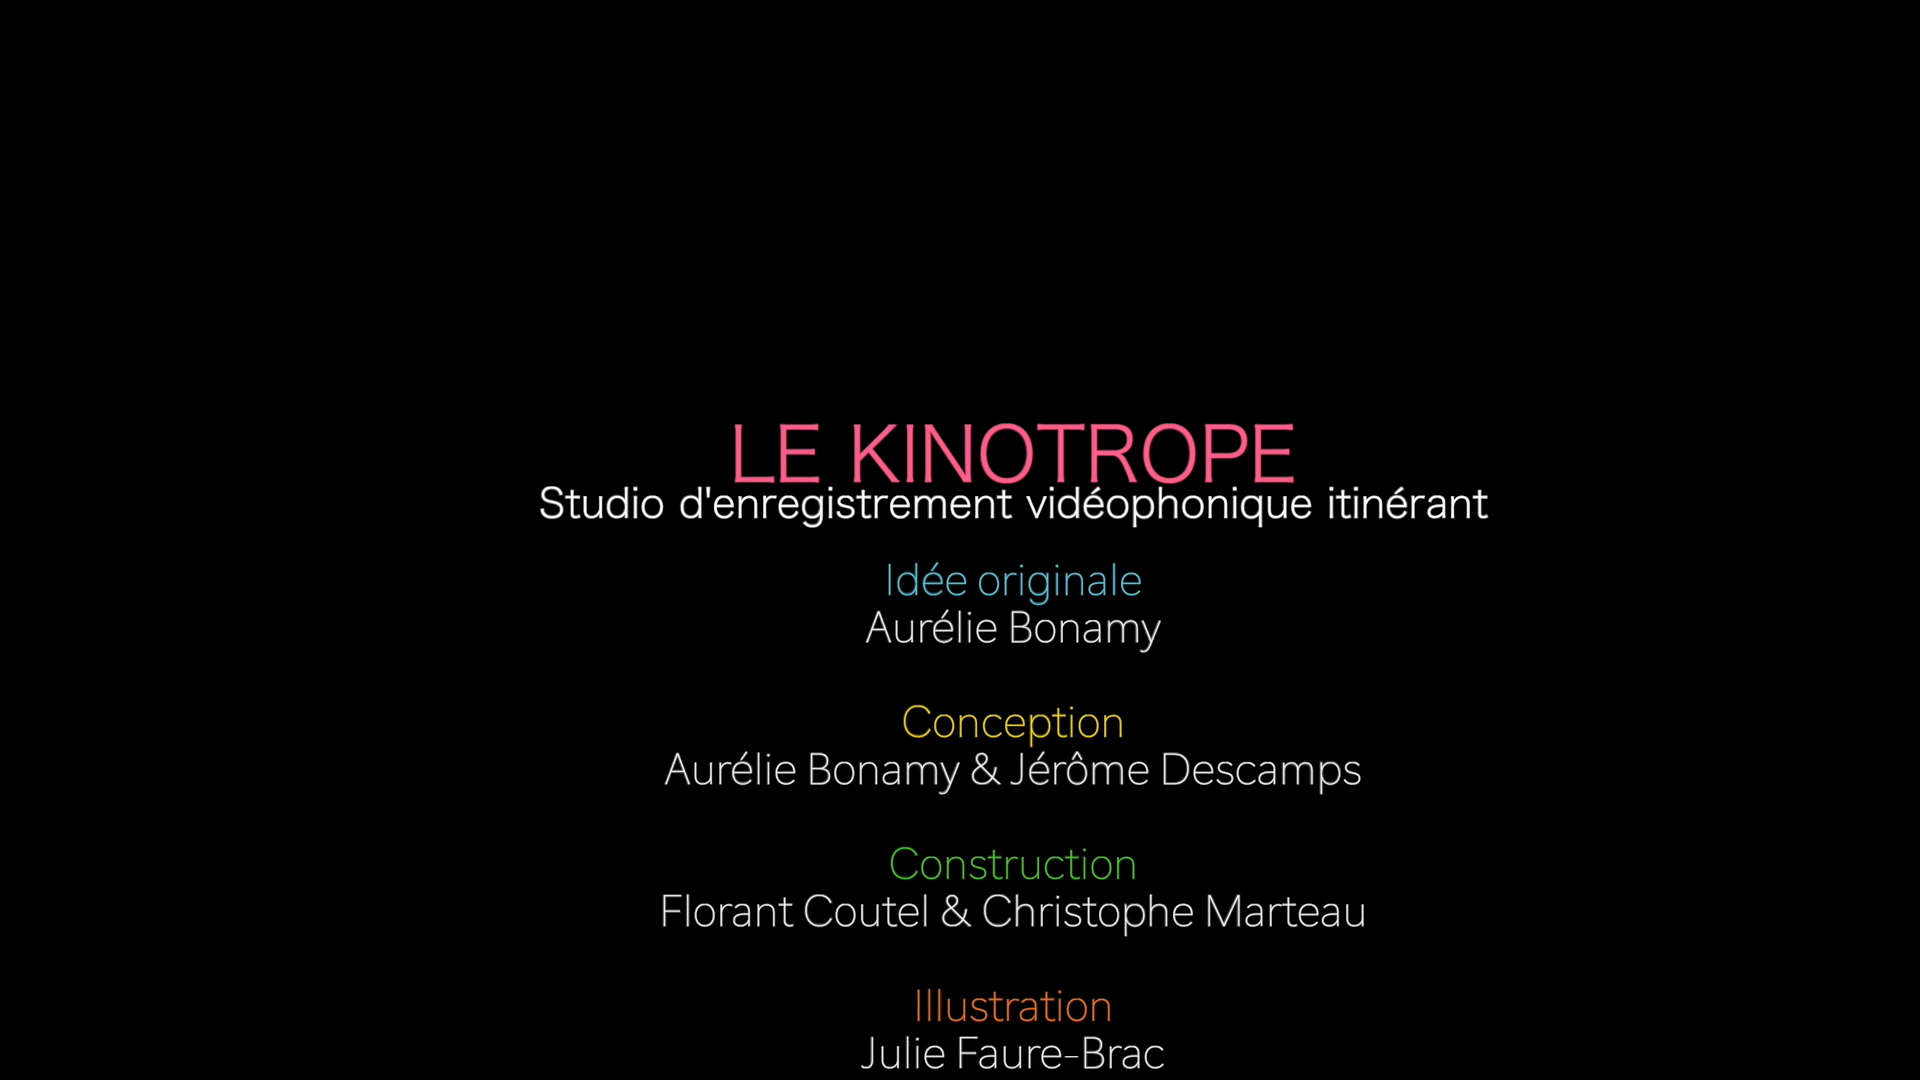 LE KINOTROPE
Studio d'enregistrement vidéophonique itinérant
Idée originale
Aurélie Bonamy
Conception
Aurélie Bonamy & Jérôme Descamps
Construction
Florant Coutel & Christophe Marteau
Illustration
Julie Faure-Brac